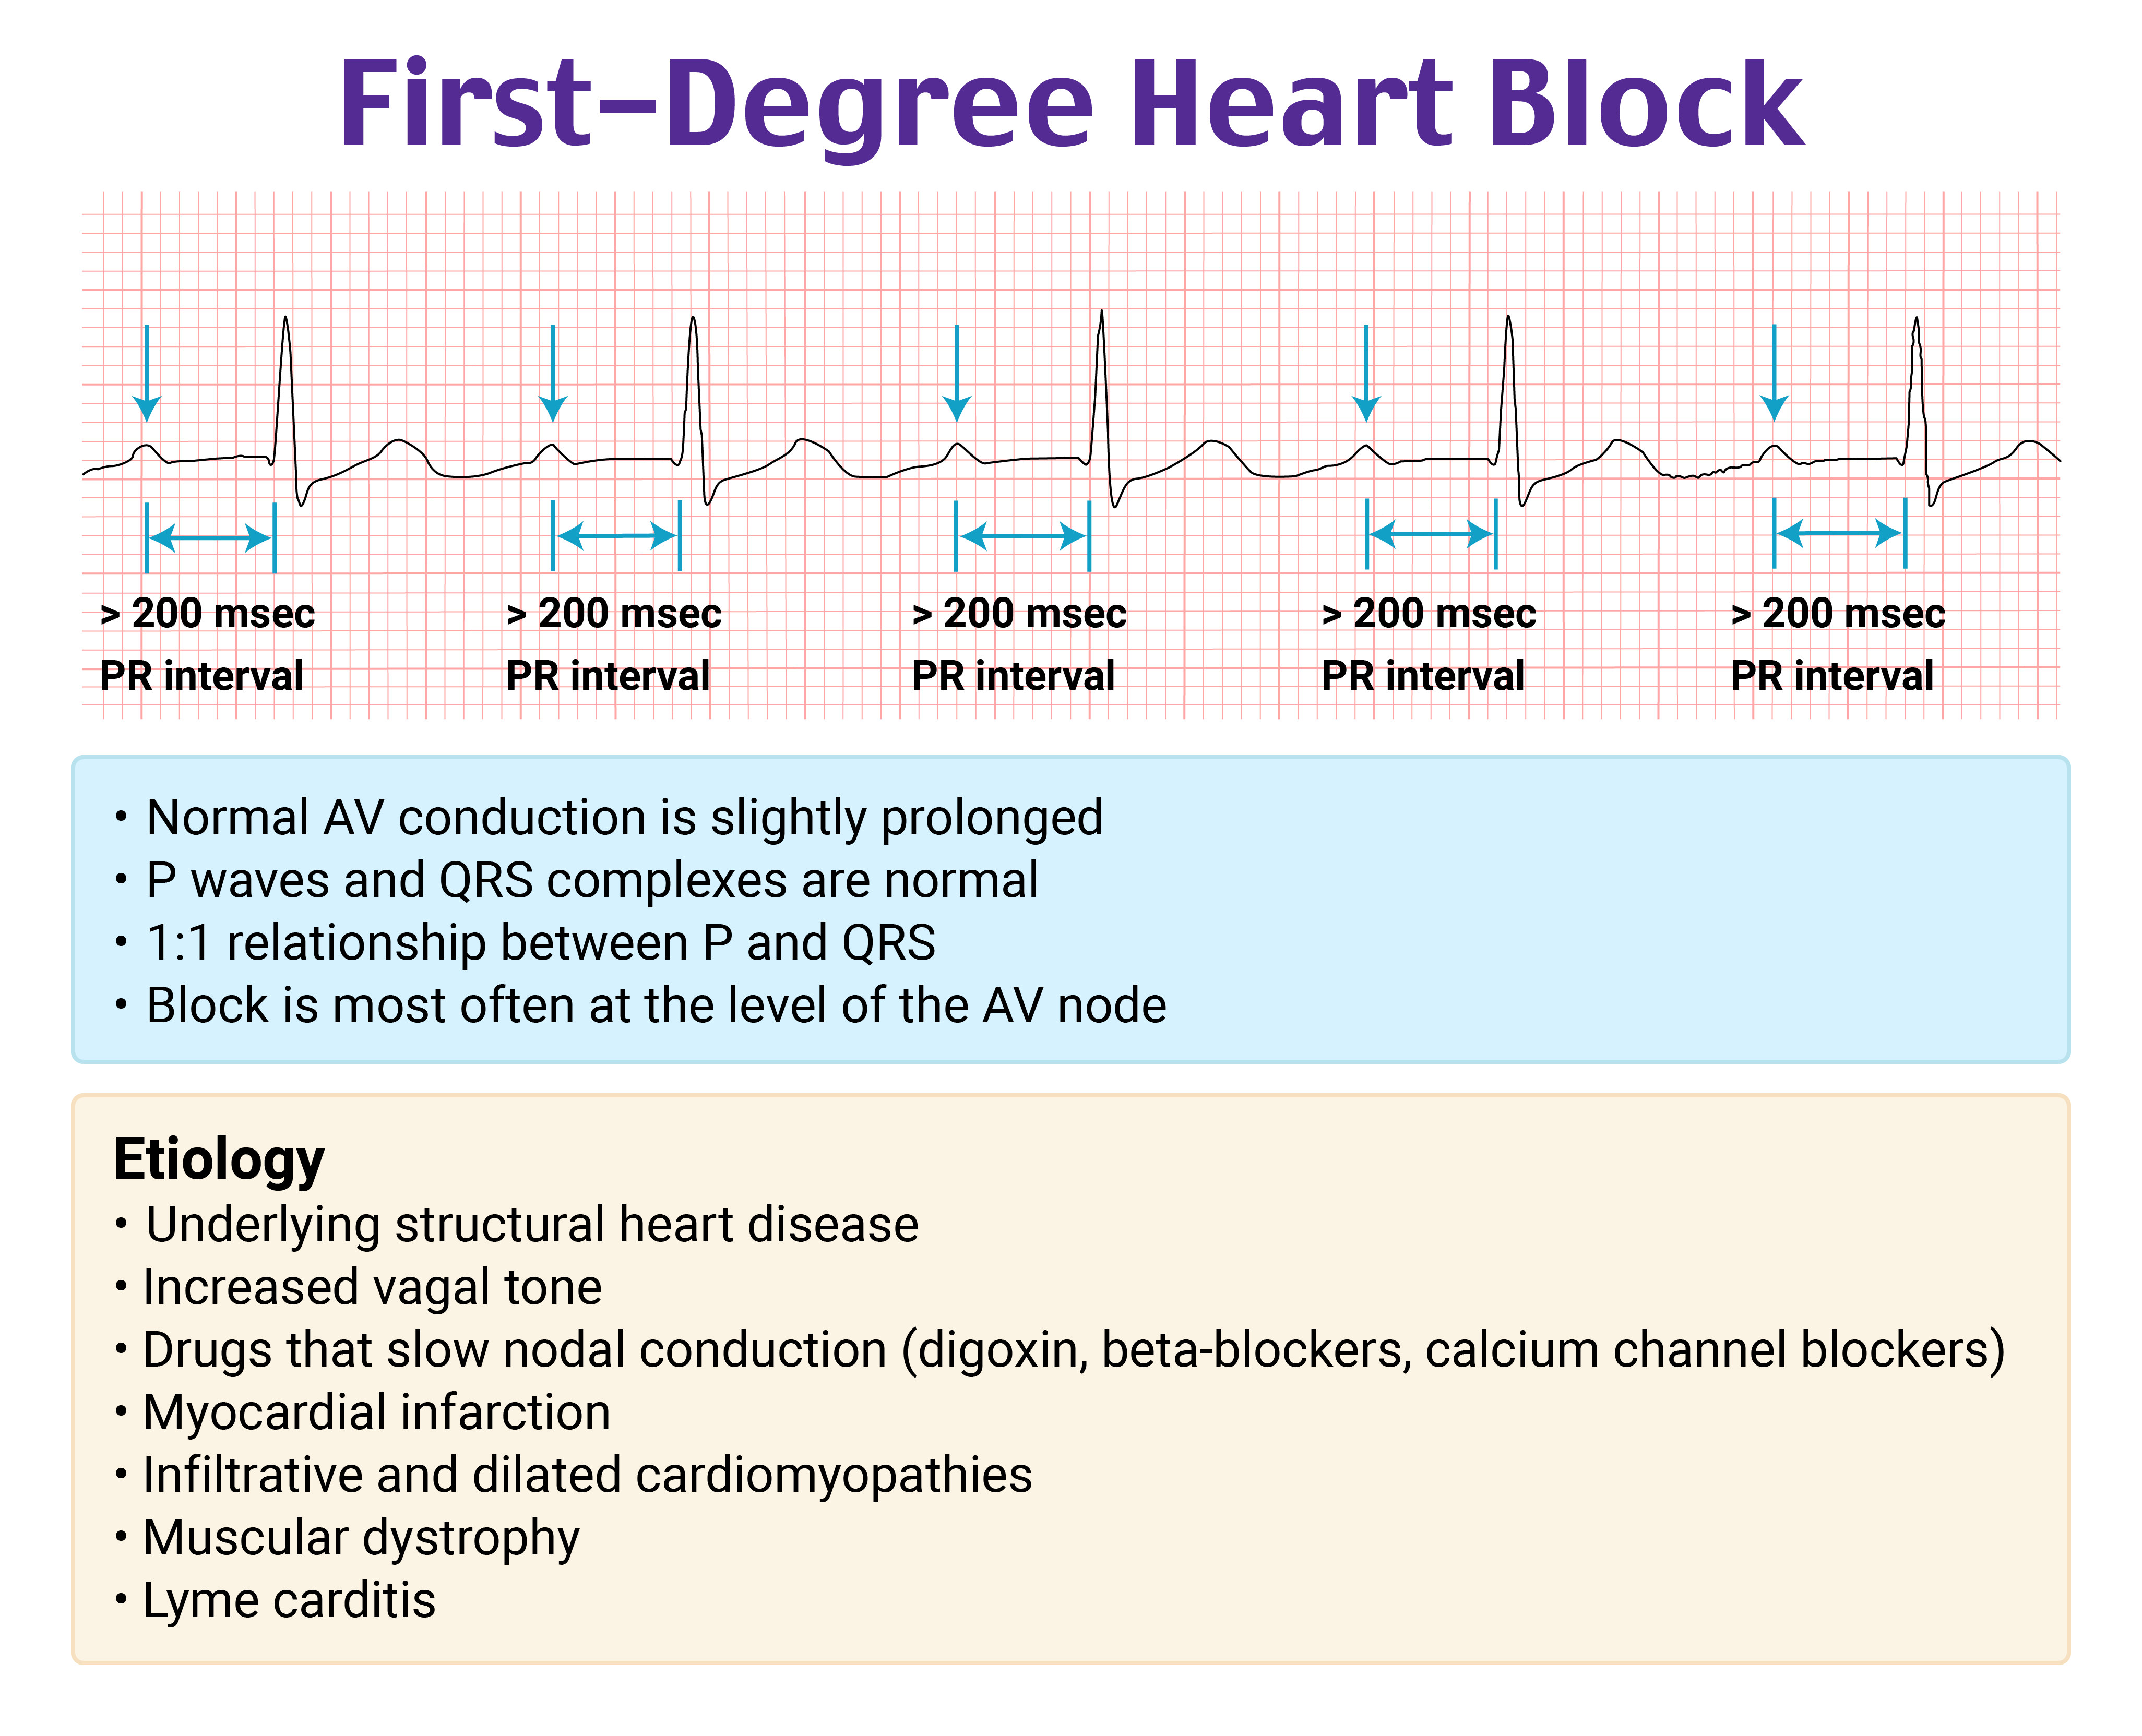 First–Degree Heart Block
> 200 msec
PR interval
> 200 msec
PR interval
> 200 msec
PR interval
> 200 msec
PR interval
> 200 msec
PR interval
• Normal AV conduction is slightly prolonged
• P waves and QRS complexes are normal
• 1:1 relationship between P and QRS
• Block is most often at the level of the AV node
Etiology
• Underlying structural heart disease
• Increased vagal tone
• Drugs that slow nodal conduction (digoxin, beta-blockers, calcium channel blockers)
• Myocardial infarction
• Infiltrative and dilated cardiomyopathies
• Muscular dystrophy
• Lyme carditis